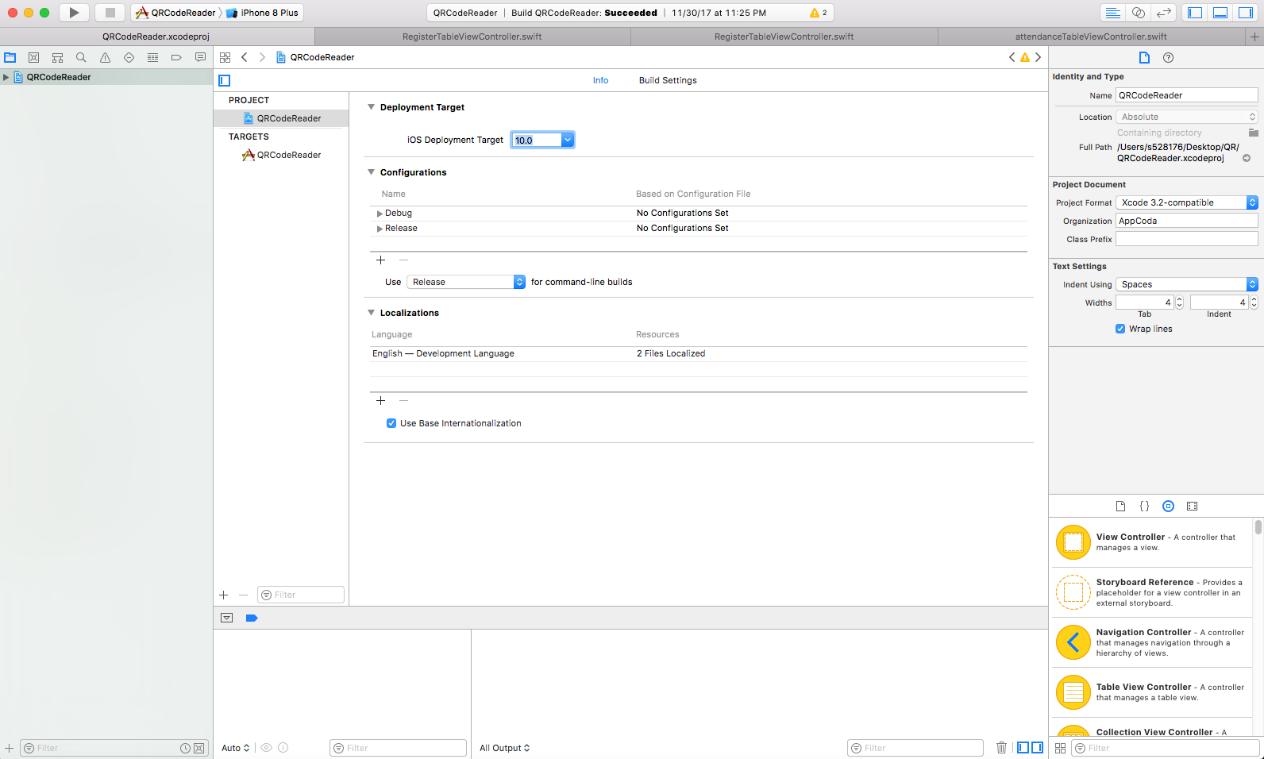 QRCodeReader iPhone 8 Plus
QRCodeReader | Build QRCodeReader: Succeeded | 11/30/17 at 11:25 PM
2
QRCodeReader.xcodeproj
RegisterTableViewController.swift
RegisterTableViewController.swift
attendanceTableViewController.swift
QRCodeReader
QRCodeReader
Info
Build Settings
PROJECT
QRCodeReader
TARGETS
QRCodeReader
Deployment Target
iOS Deployment Target 10.0
Configurations
Name Based on Configuration File
Debug No Configurations Set
Release No Configurations Set
Use Release for command-line builds
Localizations
Language Resources
English — Development Language 2 Files Localized
Use Base Internationalization
Filter
Identity and Type
Name QRCodeReader
Location Absolute
Containing directory
Full Path /Users/s528176/Desktop/QR/
QRCodeReader.xcodeproj
Project Document
Project Format Xcode 3.2-compatible
Organization AppCoda
Class Prefix
Text Settings
Indent Using Spaces
Widths 4 4
Tab Indent
Wrap lines
{ }
View Controller - A controller that
manages a view.
Storyboard Reference - Provides a
placeholder for a view controller in an
external storyboard.
Navigation Controller - A controller
that manages navigation through a
hierarchy of views.
Table View Controller - A controller
that manages a table view.
Collection View Controller - A
Filter
Auto
Filter
All Output
Filter
Filter